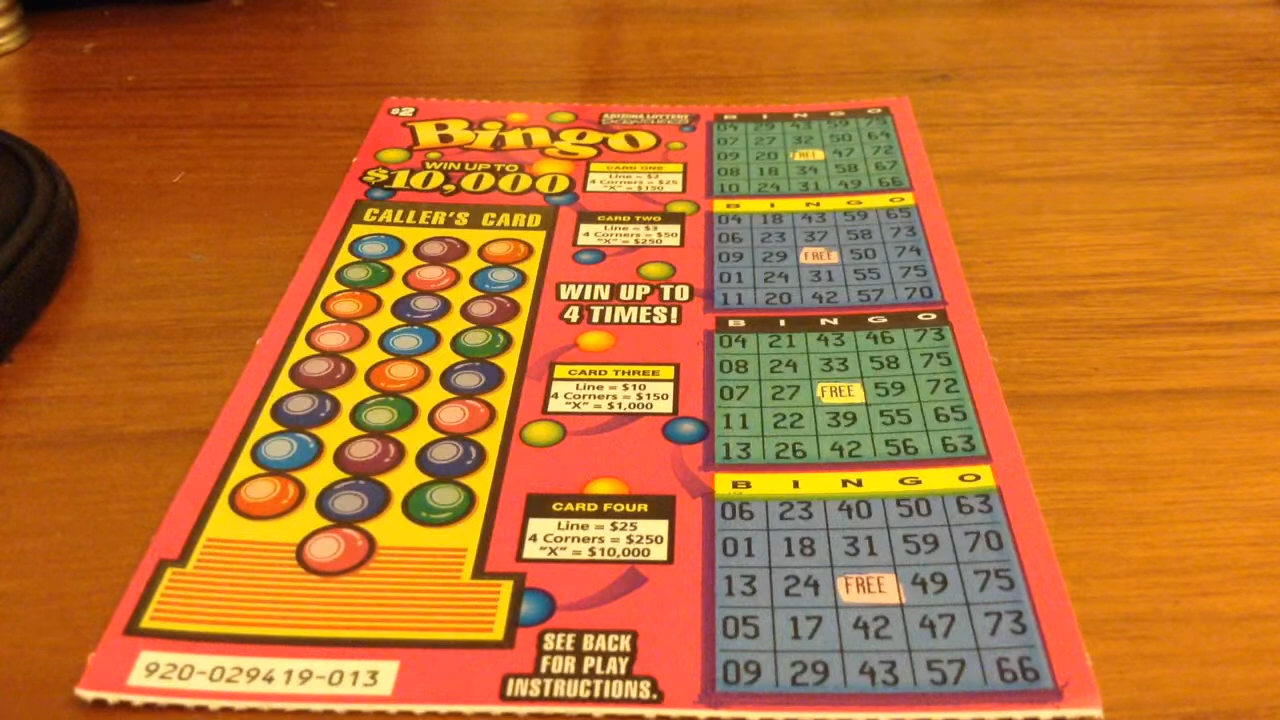 $2
Bingo
ARIZONA LOTTERY
WIN UP TO
$10,000
CALLER'S CARD
CARD ONE
Line = $2
4 Corners = $25
"X" = $150
CARD TWO
Line = $3
4 Corners = $50
"X" = $250
WIN UP TO
4 TIMES!
CARD THREE
Line = $10
4 Corners = $150
"X" = $1,000
CARD FOUR
Line = $25
4 Corners = $250
"X" = $10,000
SEE BACK
FOR PLAY
INSTRUCTIONS.
920-029419-013
B I N G O
04 29 43 59 75
07 27 32 50 64
09 20 FREE 47 72
08 18 34 58 67
10 24 31 49 66
B I N G O
04 18 43 59 65
06 23 37 58 73
09 29 FREE 50 74
01 24 31 55 75
11 20 42 57 70
B I N G O
04 21 43 46 73
08 24 33 58 75
07 27 FREE 59 72
11 22 39 55 65
13 26 42 56 63
B I N G O
06 23 40 50 63
01 18 31 59 70
13 24 FREE 49 75
05 17 42 47 73
09 29 43 57 66